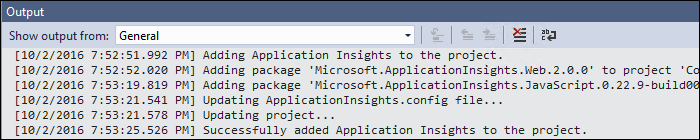 Output
Show output from: General
[10/2/2016 7:52:51.992 PM] Adding Application Insights to the project.
[10/2/2016 7:52:52.020 PM] Adding package 'Microsoft.ApplicationInsights.Web.2.0.0' to project 'Co
[10/2/2016 7:53:19.819 PM] Adding package 'Microsoft.ApplicationInsights.JavaScript.0.22.9-build00
[10/2/2016 7:53:21.541 PM] Updating ApplicationInsights.config file...
[10/2/2016 7:53:21.578 PM] Updating project...
[10/2/2016 7:53:25.526 PM] Successfully added Application Insights to the project.